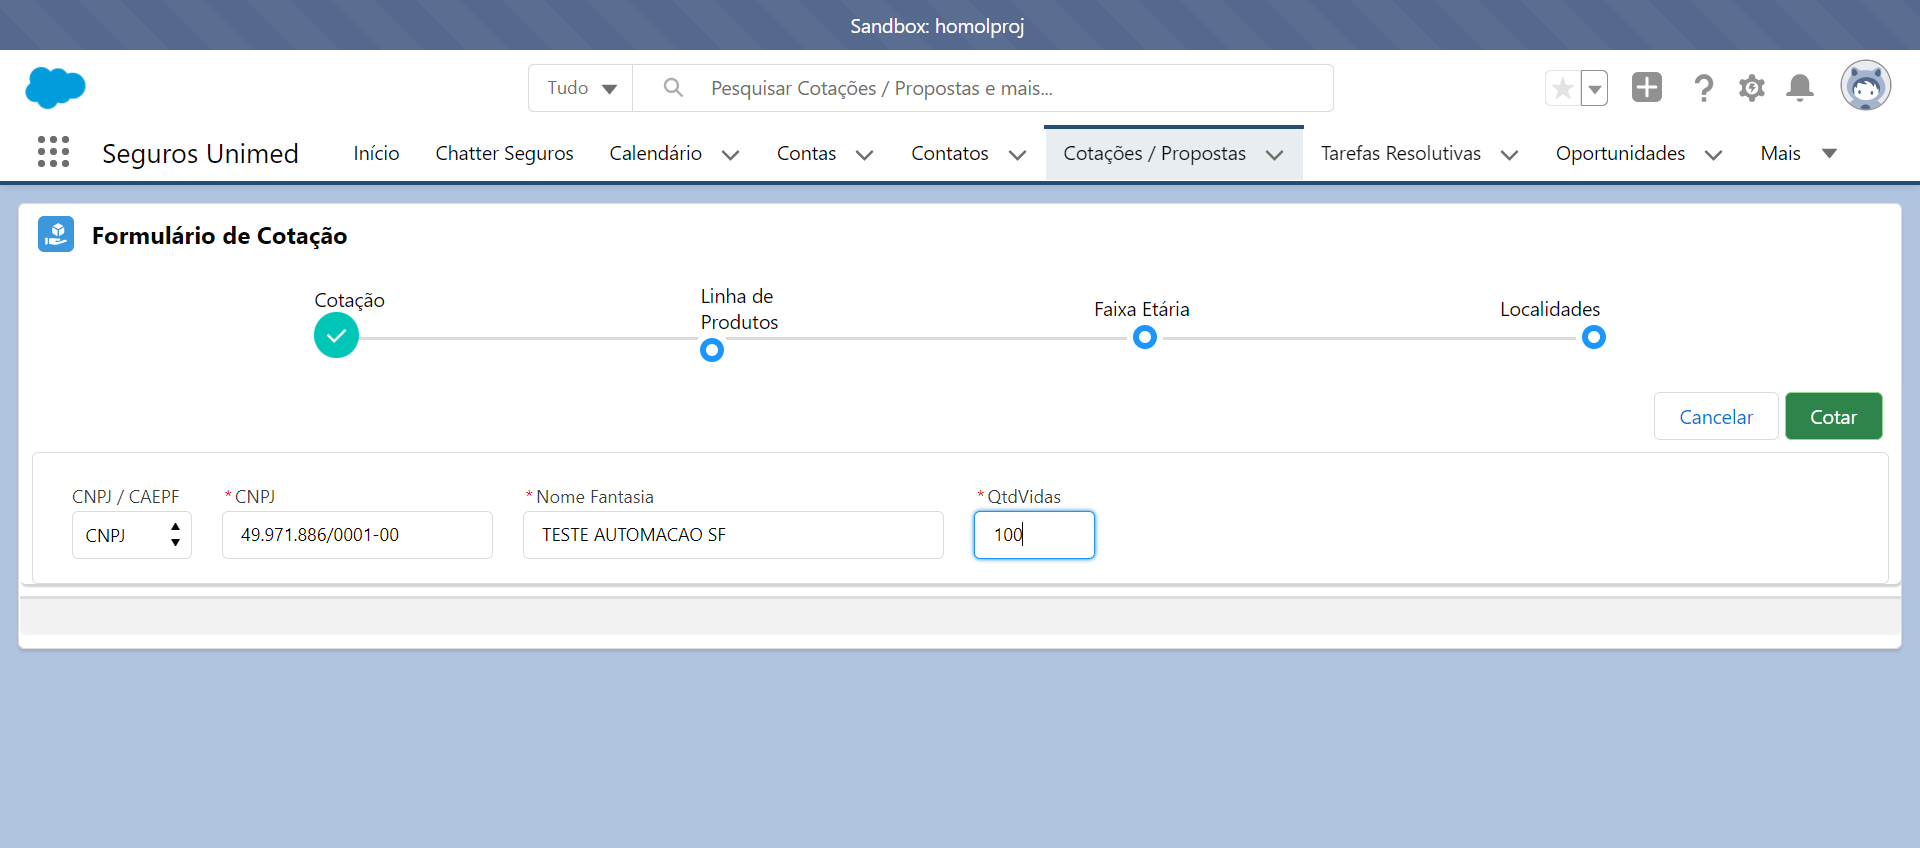 Sandbox: homolproj
Tudo
Pesquisar Cotações / Propostas e mais...
Seguros Unimed
Início
Chatter Seguros
Calendário
Contas
Contatos
Cotações / Propostas
Tarefas Resolutivas
Oportunidades
Mais
Formulário de Cotação
Cotação
Linha de
Produtos
Faixa Etária
Localidades
Cancelar
Cotar
CNPJ / CAEPF
*CNPJ
*Nome Fantasia
*QtdVidas
CNPJ
49.971.886/0001-00
TESTE AUTOMACAO SF
100